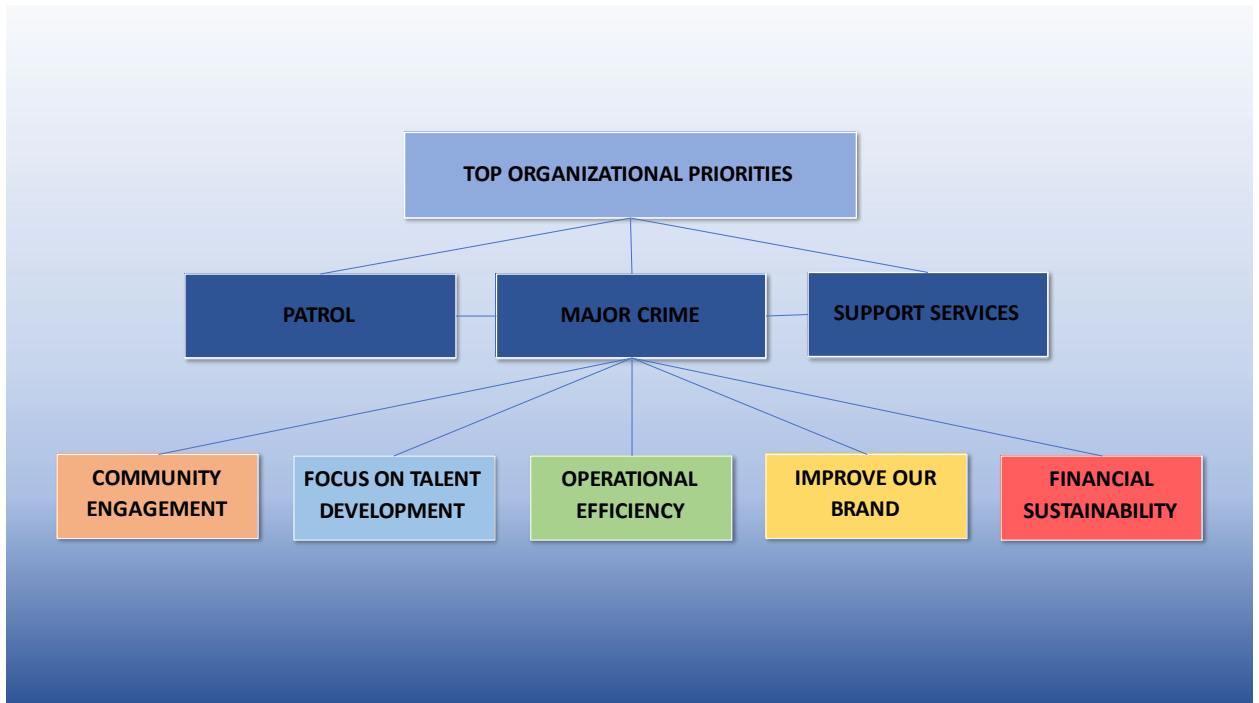 TOP ORGANIZATIONAL PRIORITIES
PATROL
MAJOR CRIME
SUPPORT SERVICES
COMMUNITY
ENGAGEMENT
FOCUS ON TALENT
DEVELOPMENT
OPERATIONAL
EFFICIENCY
IMPROVE OUR
BRAND
FINANCIAL
SUSTAINABILITY